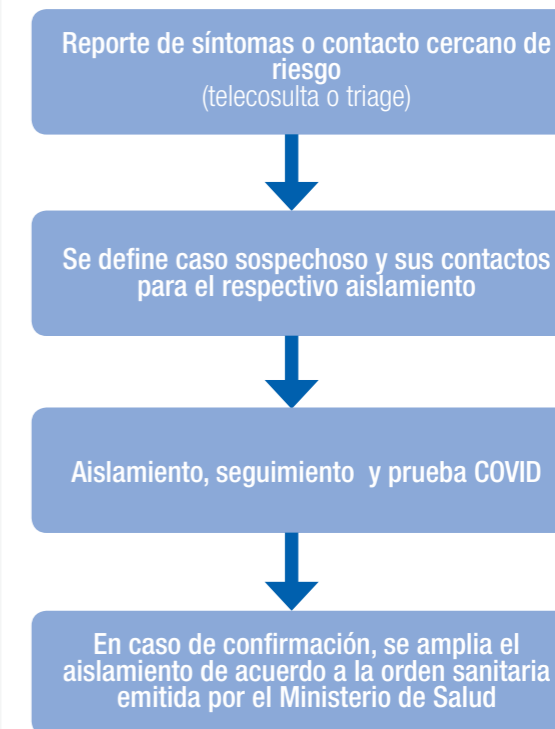 Reporte de síntomas o contacto cercano de
riesgo
(telecosulta o triage)
Se define caso sospechoso y sus contactos
para el respectivo aislamiento
Aislamiento, seguimiento y prueba COVID
En caso de confirmación, se amplia el
aislamiento de acuerdo a la orden sanitaria
emitida por el Ministerio de Salud